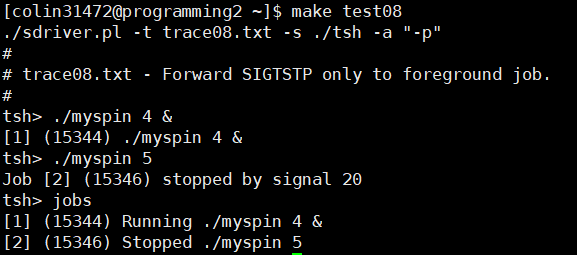 [colin31472@programming2 ~]$ make test08
./sdriver.pl -t trace08.txt -s ./tsh -a "-p"
#
# trace08.txt - Forward SIGTSTP only to foreground job.
#
tsh> ./myspin 4 &
[1] (15344) ./myspin 4 &
tsh> ./myspin 5
Job [2] (15346) stopped by signal 20
tsh> jobs
[1] (15344) Running ./myspin 4 &
[2] (15346) Stopped ./myspin 5